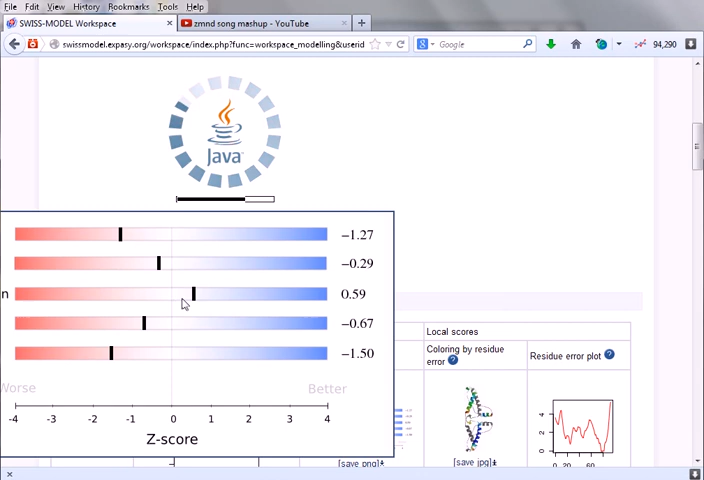 File Edit View History Bookmarks Tools Help
SWISS-MODEL Workspace × zmnd song mashup - YouTube ×
swissmodel.expasy.org/workspace/index.php?func=workspace_modelling&userid Google 94,290
Java
−1.27
−0.29
n 0.59
−0.67
−1.50
Worse Better
-4 -3 -2 -1 0 1 2 3 4
Z-score
Local scores
Coloring by residue
error ?
Residue error plot ?
4
2
0
0 20 60
[save png]
[save jpg]
×